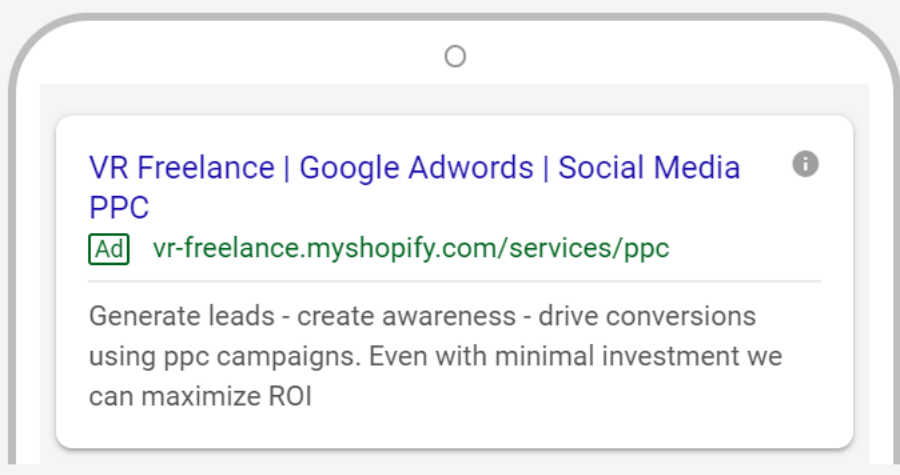 VR Freelance | Google Adwords | Social Media
PPC
Ad vr-freelance.myshopify.com/services/ppc
Generate leads - create awareness - drive conversions
using ppc campaigns. Even with minimal investment we
can maximize ROI